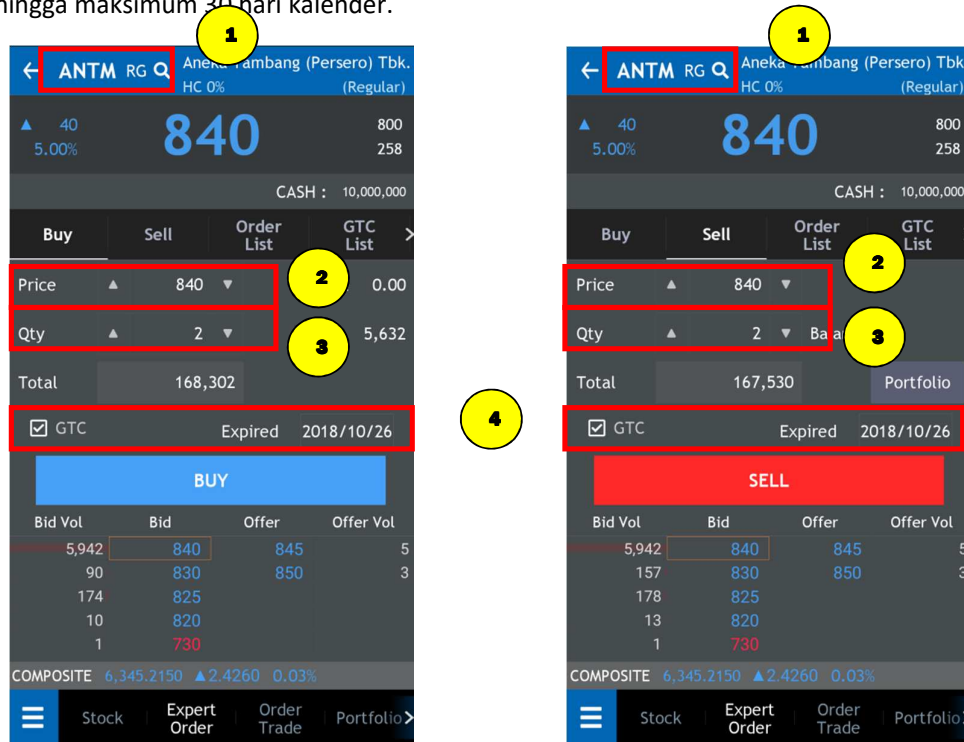 hingga maksimum 30 hari kalender.
1
ANTM RG Aneka Tambang (Persero) Tbk.
HC 0% (Regular)
▲ 40 840 800
5.00% 258
CASH : 10,000,000
Buy Sell Order List GTC List >
Price ▲ 840 ▼ 0.00
2
Qty ▲ 2 ▼ 5,632
3
Total 168,302
GTC Expired 2018/10/26
BUY
Bid Vol Bid Offer Offer Vol
5,942 840 845 5
90 830 850 3
174 825
10 820
1 730
COMPOSITE 6,345.2150 ▲2.4260 0.03%
Stock Expert Order Order Trade Portfolio >
4
1
ANTM RG Aneka Tambang (Persero) Tbk
HC 0% (Regular)
▲ 40 840 800
5.00% 258
CASH : 10,000,000
Buy Sell Order List GTC List
Price ▲ 840 ▼
2
Qty ▲ 2 ▼
3
Total 167,530 Portfolio
GTC Expired 2018/10/26
SELL
Bid Vol Bid Offer Offer Vol
5,942 840 845 5
157 830 850 3
178 825
13 820
1 730
COMPOSITE 6,345.2150 ▲2.4260 0.03%
Stock Expert Order Order Trade Portfolio